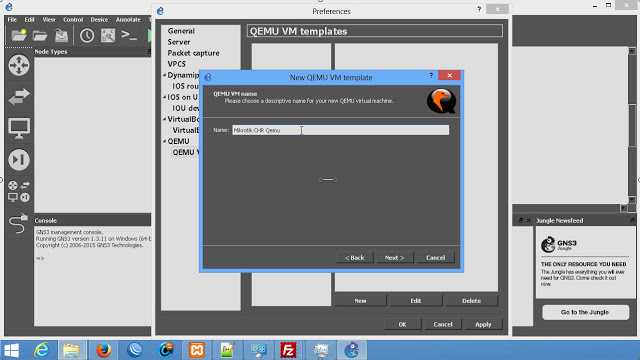 Preferences
File Edit View Control Device Annotate
Node Types
General
Server
Packet capture
VPCS
Dynamip
IOS rou
IOS on U
IOU dev
VirtualBo
VirtualB
QEMU
QEMU V
QEMU VM templates
New QEMU VM template
QEMU VM name
Please choose a descriptive name for your new QEMU virtual machine.
Name: Mikrotik CHR Qemu
< Back Next > Cancel
New Edit Delete
OK Cancel Apply
Console
GNS3 management console.
Running GNS3 version 1.3.11 on Windows (64-b
Copyright (c) 2006-2015 GNS3 Technologies.
=>
Jungle Newsfeed
GNS3
Jungle
THE ONLY RESOURCE YOU NEED
The Jungle has everything you will ever
need for GNS3. Come check it out
now.
Go to the Jungle